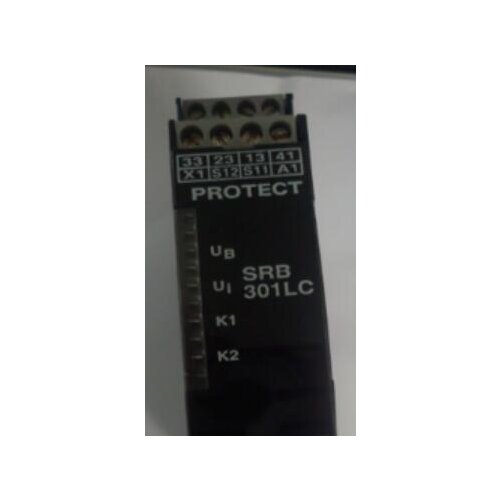 33 23 13 41
X1 S12 S11 A1
PROTECT
UB
SRB
UI
301LC
K1
K2